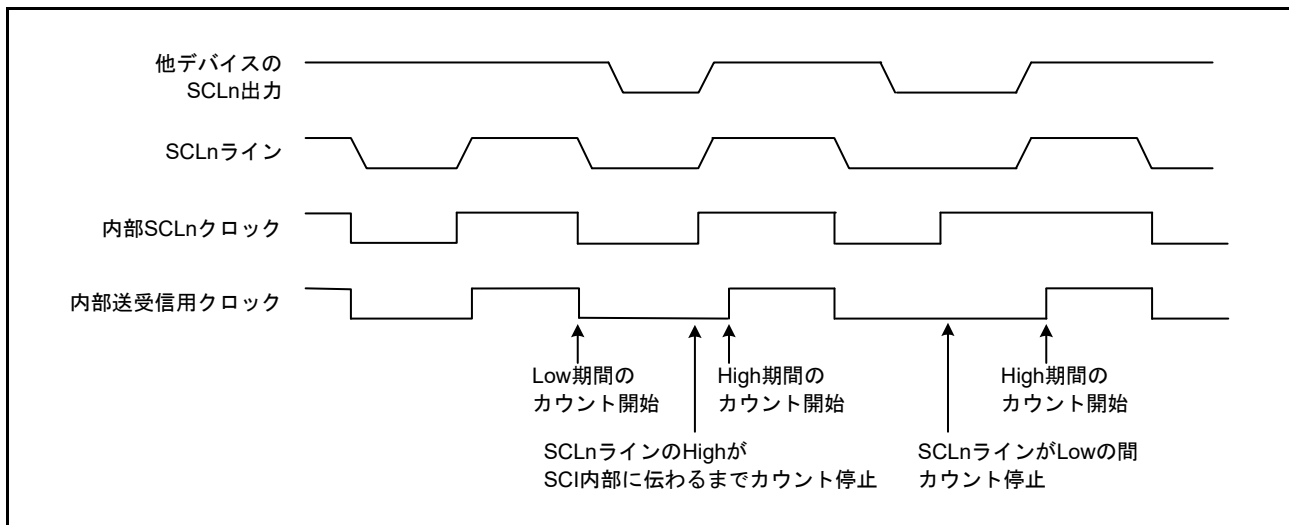 他デバイスの
SCLn出力
SCLnライン
内部SCLnクロック
内部送受信用クロック
Low期間の
カウント開始
High期間の
カウント開始
High期間の
カウント開始
SCLnラインのHighが
SCI内部に伝わるまでカウント停止
SCLnラインがLowの間
カウント停止